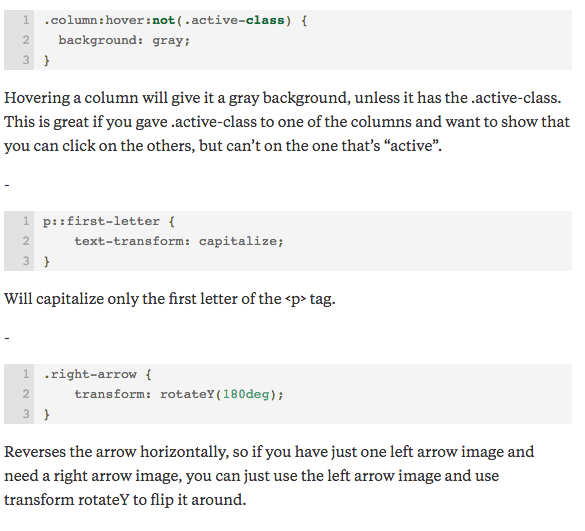 1 .column:hover:not(.active-class) {
2 background: gray;
3 }
Hovering a column will give it a gray background, unless it has the .active-class.
This is great if you gave .active-class to one of the columns and want to show that
you can click on the others, but can’t on the one that’s “active”.
-
1 p::first-letter {
2 text-transform: capitalize;
3 }
Will capitalize only the first letter of the <p> tag.
-
1 .right-arrow {
2 transform: rotateY(180deg);
3 }
Reverses the arrow horizontally, so if you have just one left arrow image and
need a right arrow image, you can just use the left arrow image and use
transform rotateY to flip it around.